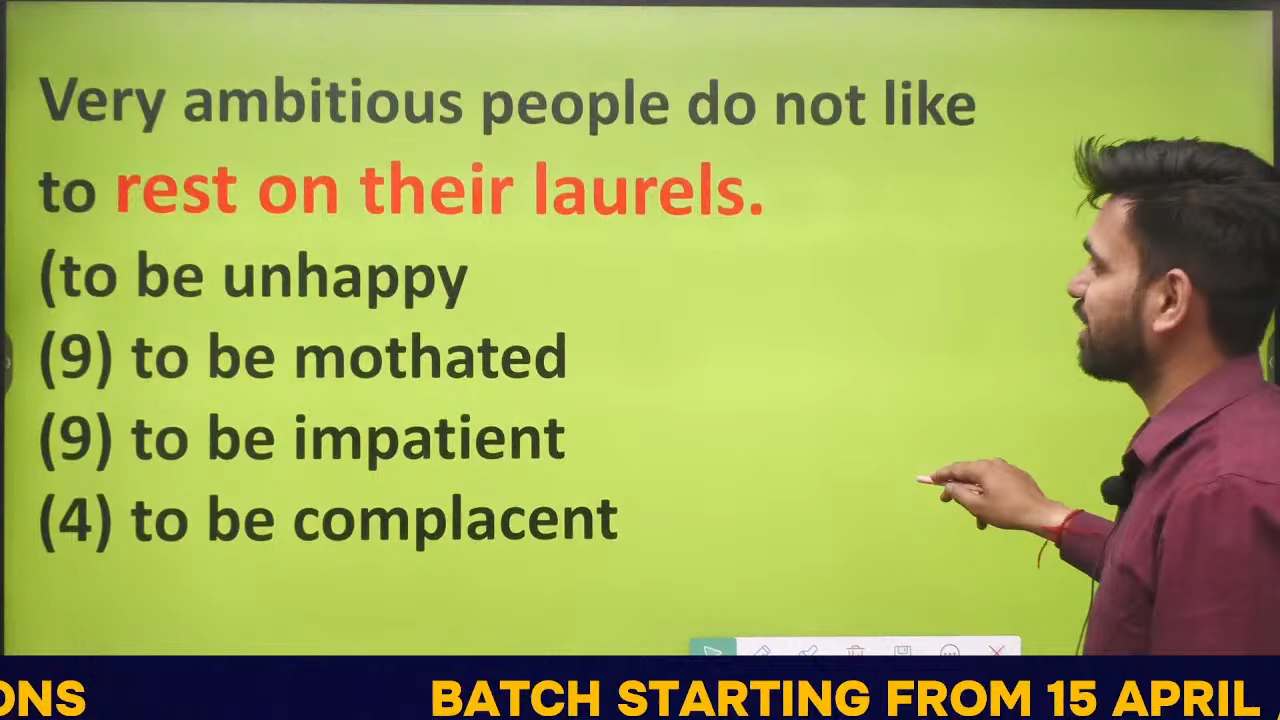 Very ambitious people do not like
to rest on their laurels.
(to be unhappy
(9) to be mothated
(9) to be impatient
(4) to be complacent
ONS BATCH STARTING FROM 15 APRIL